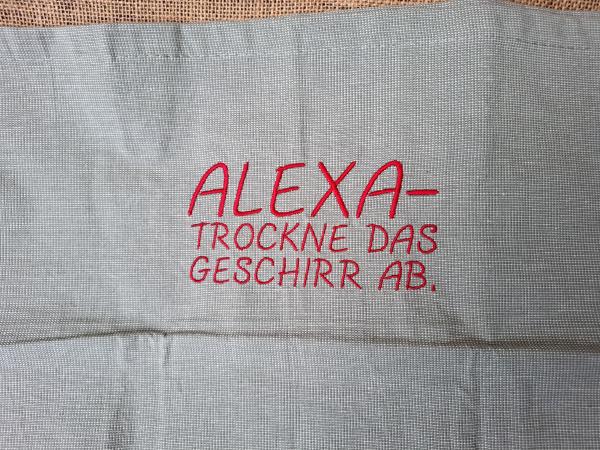 ALEXA-
TROCKNE DAS
GESCHIRR AB.